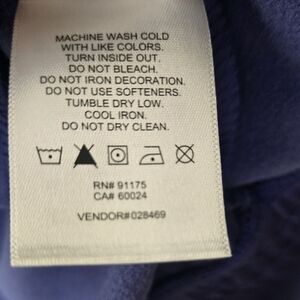 MACHINE WASH COLD
WITH LIKE COLORS.
TURN INSIDE OUT.
DO NOT BLEACH.
DO NOT IRON DECORATION.
DO NOT USE SOFTENERS.
TUMBLE DRY LOW.
COOL IRON.
DO NOT DRY CLEAN.
RN# 91175
CA# 60024
VENDOR#028469